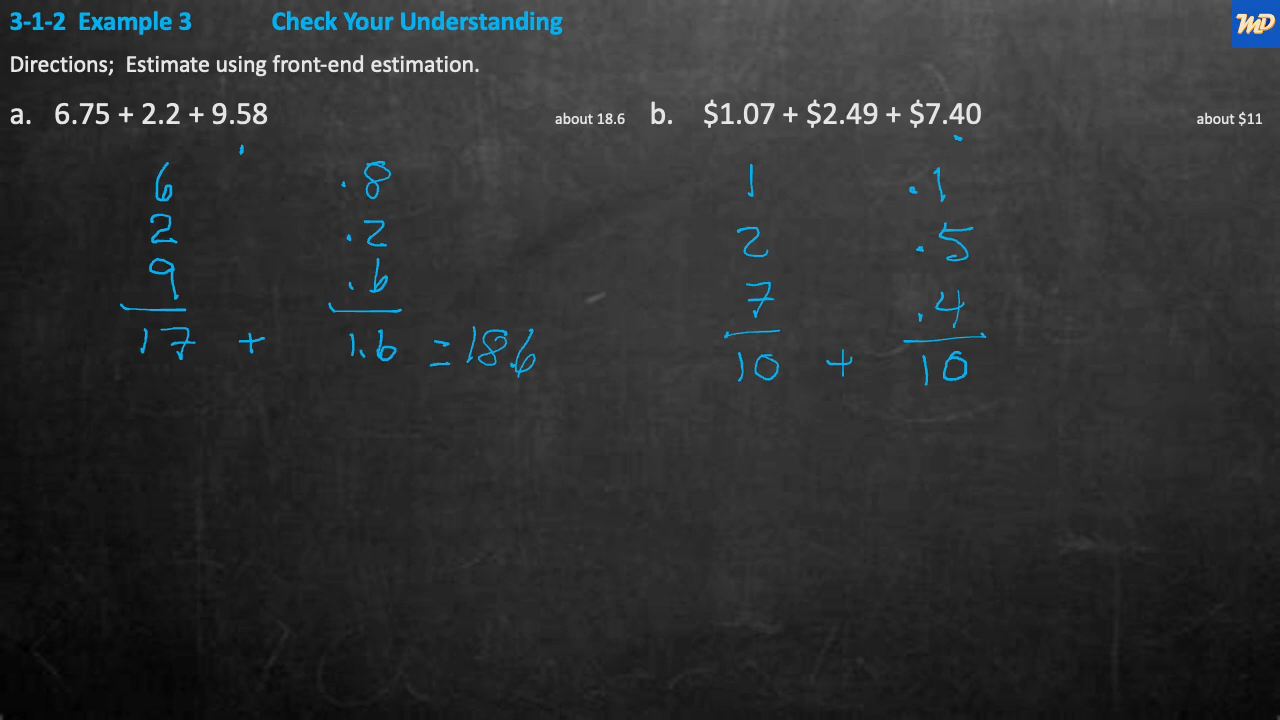 3-1-2 Example 3 Check Your Understanding
MD
Directions; Estimate using front-end estimation.
a. 6.75 + 2.2 + 9.58 about 18.6 b. $1.07 + $2.49 + $7.40 about $11
6 .8 1 .1
2 .2 2 .5
9 .6 7 .4
17 + 1.6 = 18.6 10 + 10